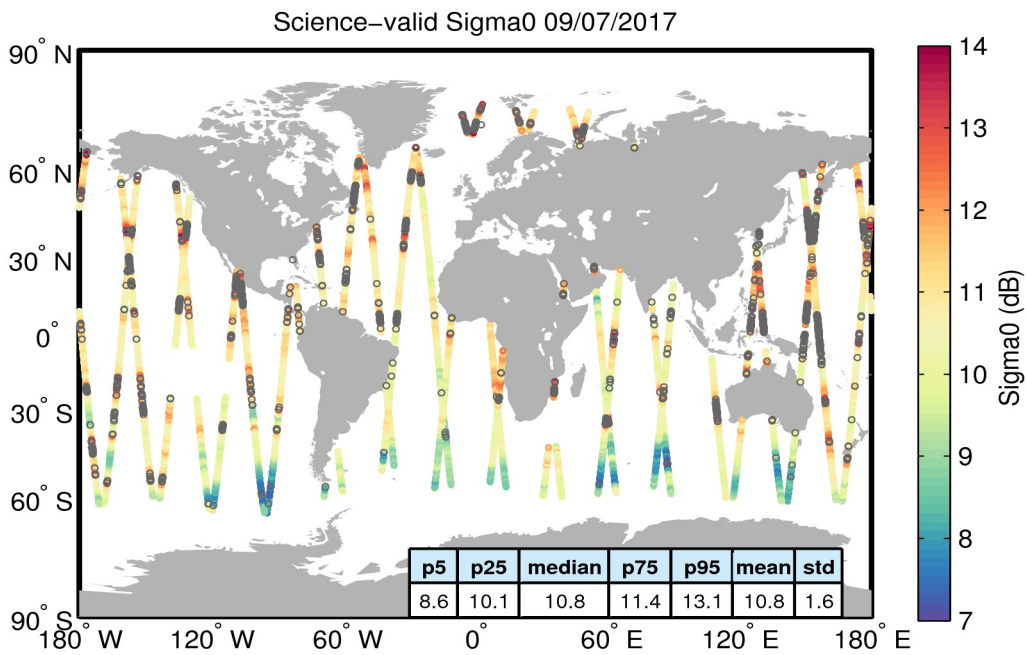 Science−valid Sigma0 09/07/2017
90° N
60° N
30° N
0°
30° S
60° S
90° S
180° W
120° W
60° W
0°
60° E
120° E
180° E
p5 p25 median p75 p95 mean std
8.6 10.1 10.8 11.4 13.1 10.8 1.6
14
13
12
11
10
9
8
7
Sigma0 (dB)